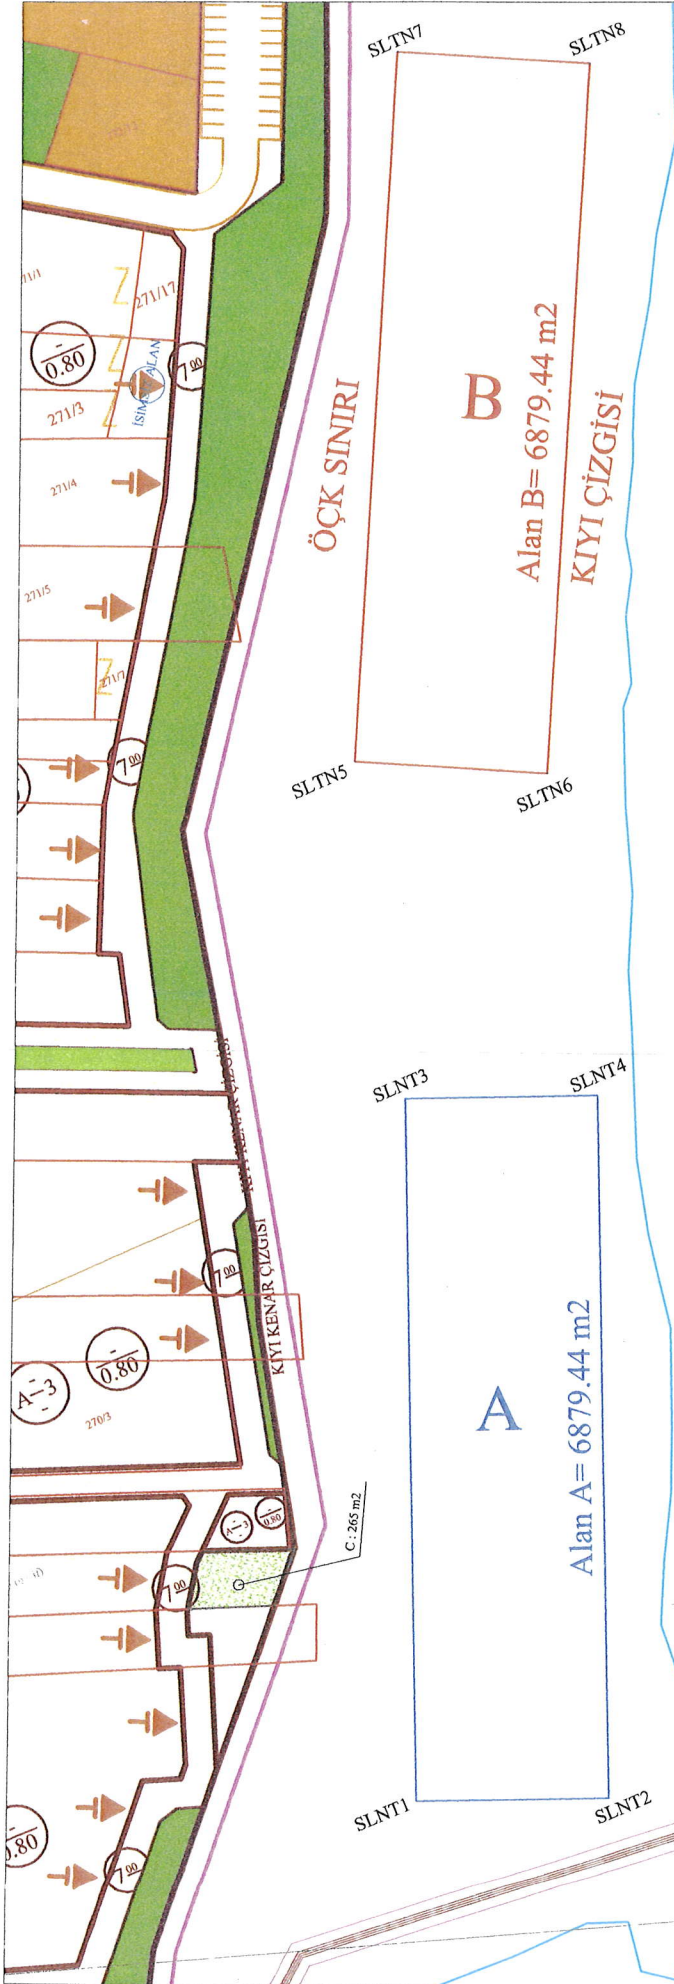 SLTN7
SLTN8
271/17
-
0.80
7.00
271/3
271/4
ÖÇK SINIRI
B
Alan B= 6879.44 m2
KIYI ÇİZGİSİ
271/5
271/7
7.00
SLTN5
SLTN6
KIYI KENAR ÇİZGİSİ
SLNT3
SLNT4
7.00
KIYI KENAR ÇİZGİSİ
-
0.80
-
A-3
-
270/3
A
Alan A= 6879.44 m2
A-3
-
0.80
C : 265 m2
7.00
SLNT1
SLNT2
-
0.80
7.00